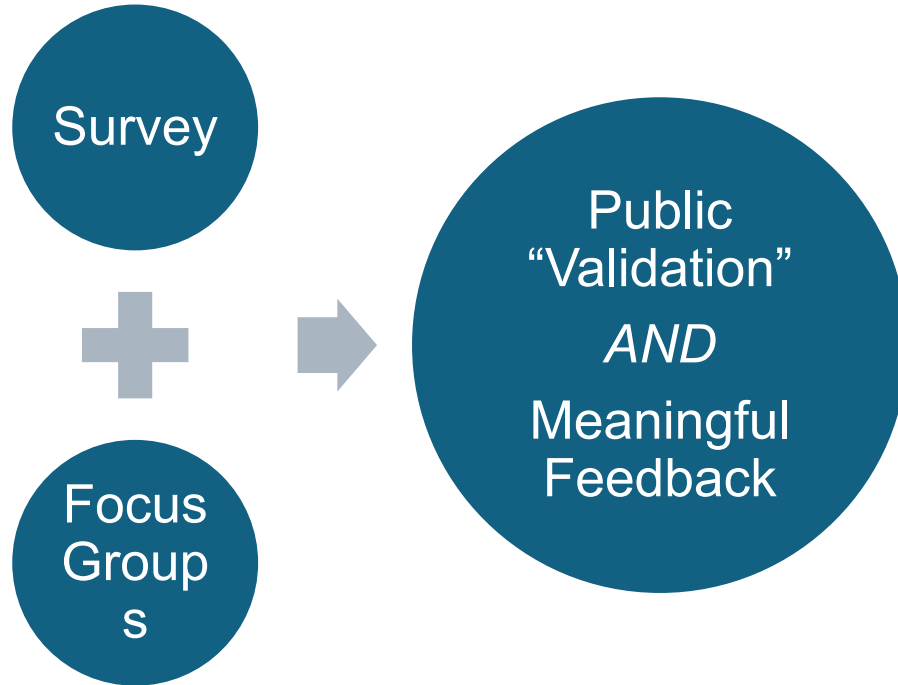 Survey
Focus
Group
s
Public
“Validation”
AND
Meaningful
Feedback